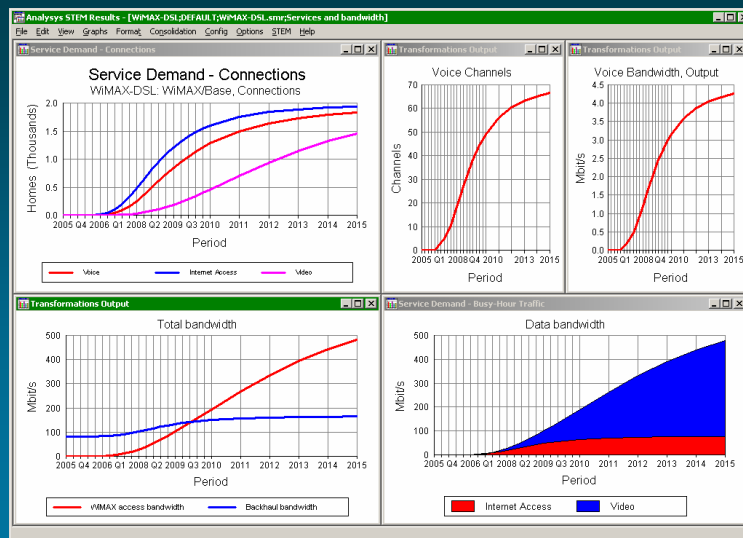 Analysys STEM Results - [WiMAX-DSL;DEFAULT;WiMAX-DSL.smr;Services and bandwidth]
File Edit View Graphs Format Consolidation Config Options STEM Help
Service Demand - Connections
Service Demand - Connections
WiMAX-DSL: WiMAX/Base, Connections
Homes (Thousands)
2.0
1.5
1.0
0.5
0.0
2005 Q4 2006 Q1 2008 Q2 2009 Q3 2010 2011 2012 2013 2014 2015
Period
Voice Internet Access Video
Transformations Output
Voice Channels
Channels
70
60
50
40
30
20
10
0
2005 Q1 2008 Q4 2010 2013 2015
Period
Transformations Output
Voice Bandwidth, Output
Mbit/s
4.5
4.0
3.5
3.0
2.5
2.0
1.5
1.0
0.5
0.0
2005 Q1 2008 Q4 2010 2013 2015
Period
Transformations Output
Total bandwidth
Mbit/s
500
400
300
200
100
0
2005 Q4 2006 Q1 2008 Q2 2009 Q3 2010 2011 2012 2013 2014 2015
Period
WiMAX access bandwidth Backhaul bandwidth
Service Demand - Busy-Hour Traffic
Data bandwidth
Mbit/s
500
400
300
200
100
0
2005 Q4 2006 Q1 2008 Q2 2009 Q3 2010 2011 2012 2013 2014 2015
Period
Internet Access Video